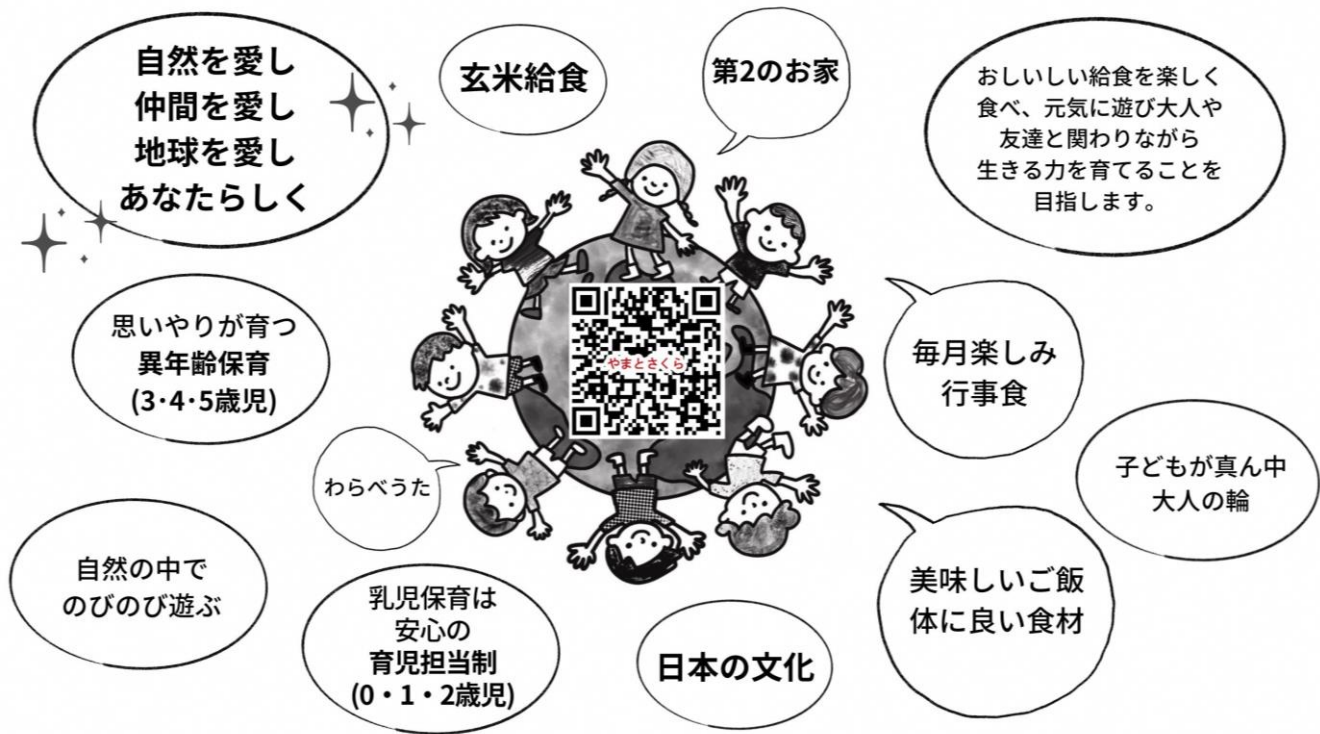 自然を愛し
仲間を愛し
地球を愛し
あなたらしく
玄米給食
第2のお家
おしいしい給食を楽しく
食べ、元気に遊び大人や
友達と関わりながら
生きる力を育てることを
目指します。
思いやりが育つ
異年齢保育
(3・4・5歳児)
やまとさくら
毎月楽しみ
行事食
わらべうた
子どもが真ん中
大人の輪
自然の中で
のびのび遊ぶ
乳児保育は
安心の
育児担当制
(0・1・2歳児)
日本の文化
美味しいご飯
体に良い食材